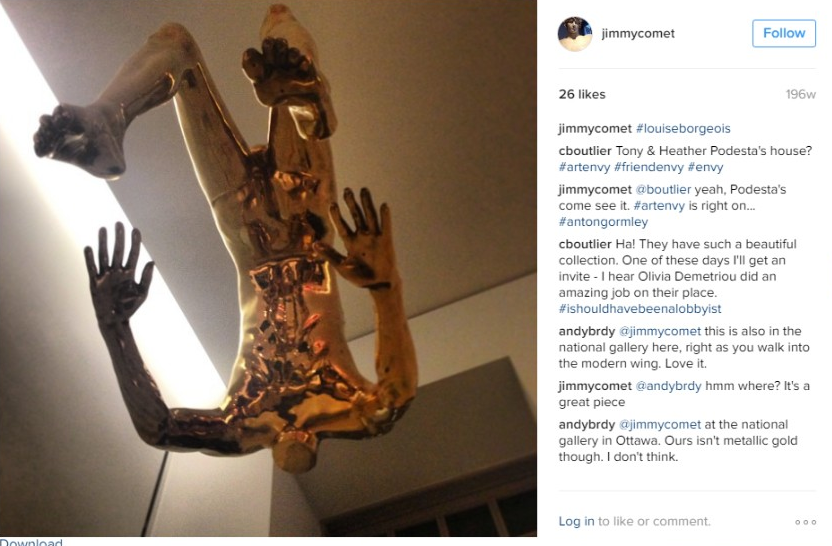 jimmycomet
Follow
26 likes
196w
jimmycomet #louiseborgeois
cboutlier Tony & Heather Podesta's house?
#artenvy #friendenvy #envy
jimmycomet @boutlier yeah, Podesta's
come see it. #artenvy is right on...
#antongormley
cboutlier Ha! They have such a beautiful
collection. One of these days I'll get an
invite - I hear Olivia Demetriou did an
amazing job on their place.
#ishouldhavebeenalobbyist
andybrdy @jimmycomet this is also in the
national gallery here, right as you walk into
the modern wing. Love it.
jimmycomet @andybrdy hmm where? It's a
great piece
andybrdy @jimmycomet at the national
gallery in Ottawa. Ours isn't metallic gold
though. I don't think.
Log in to like or comment.
Download